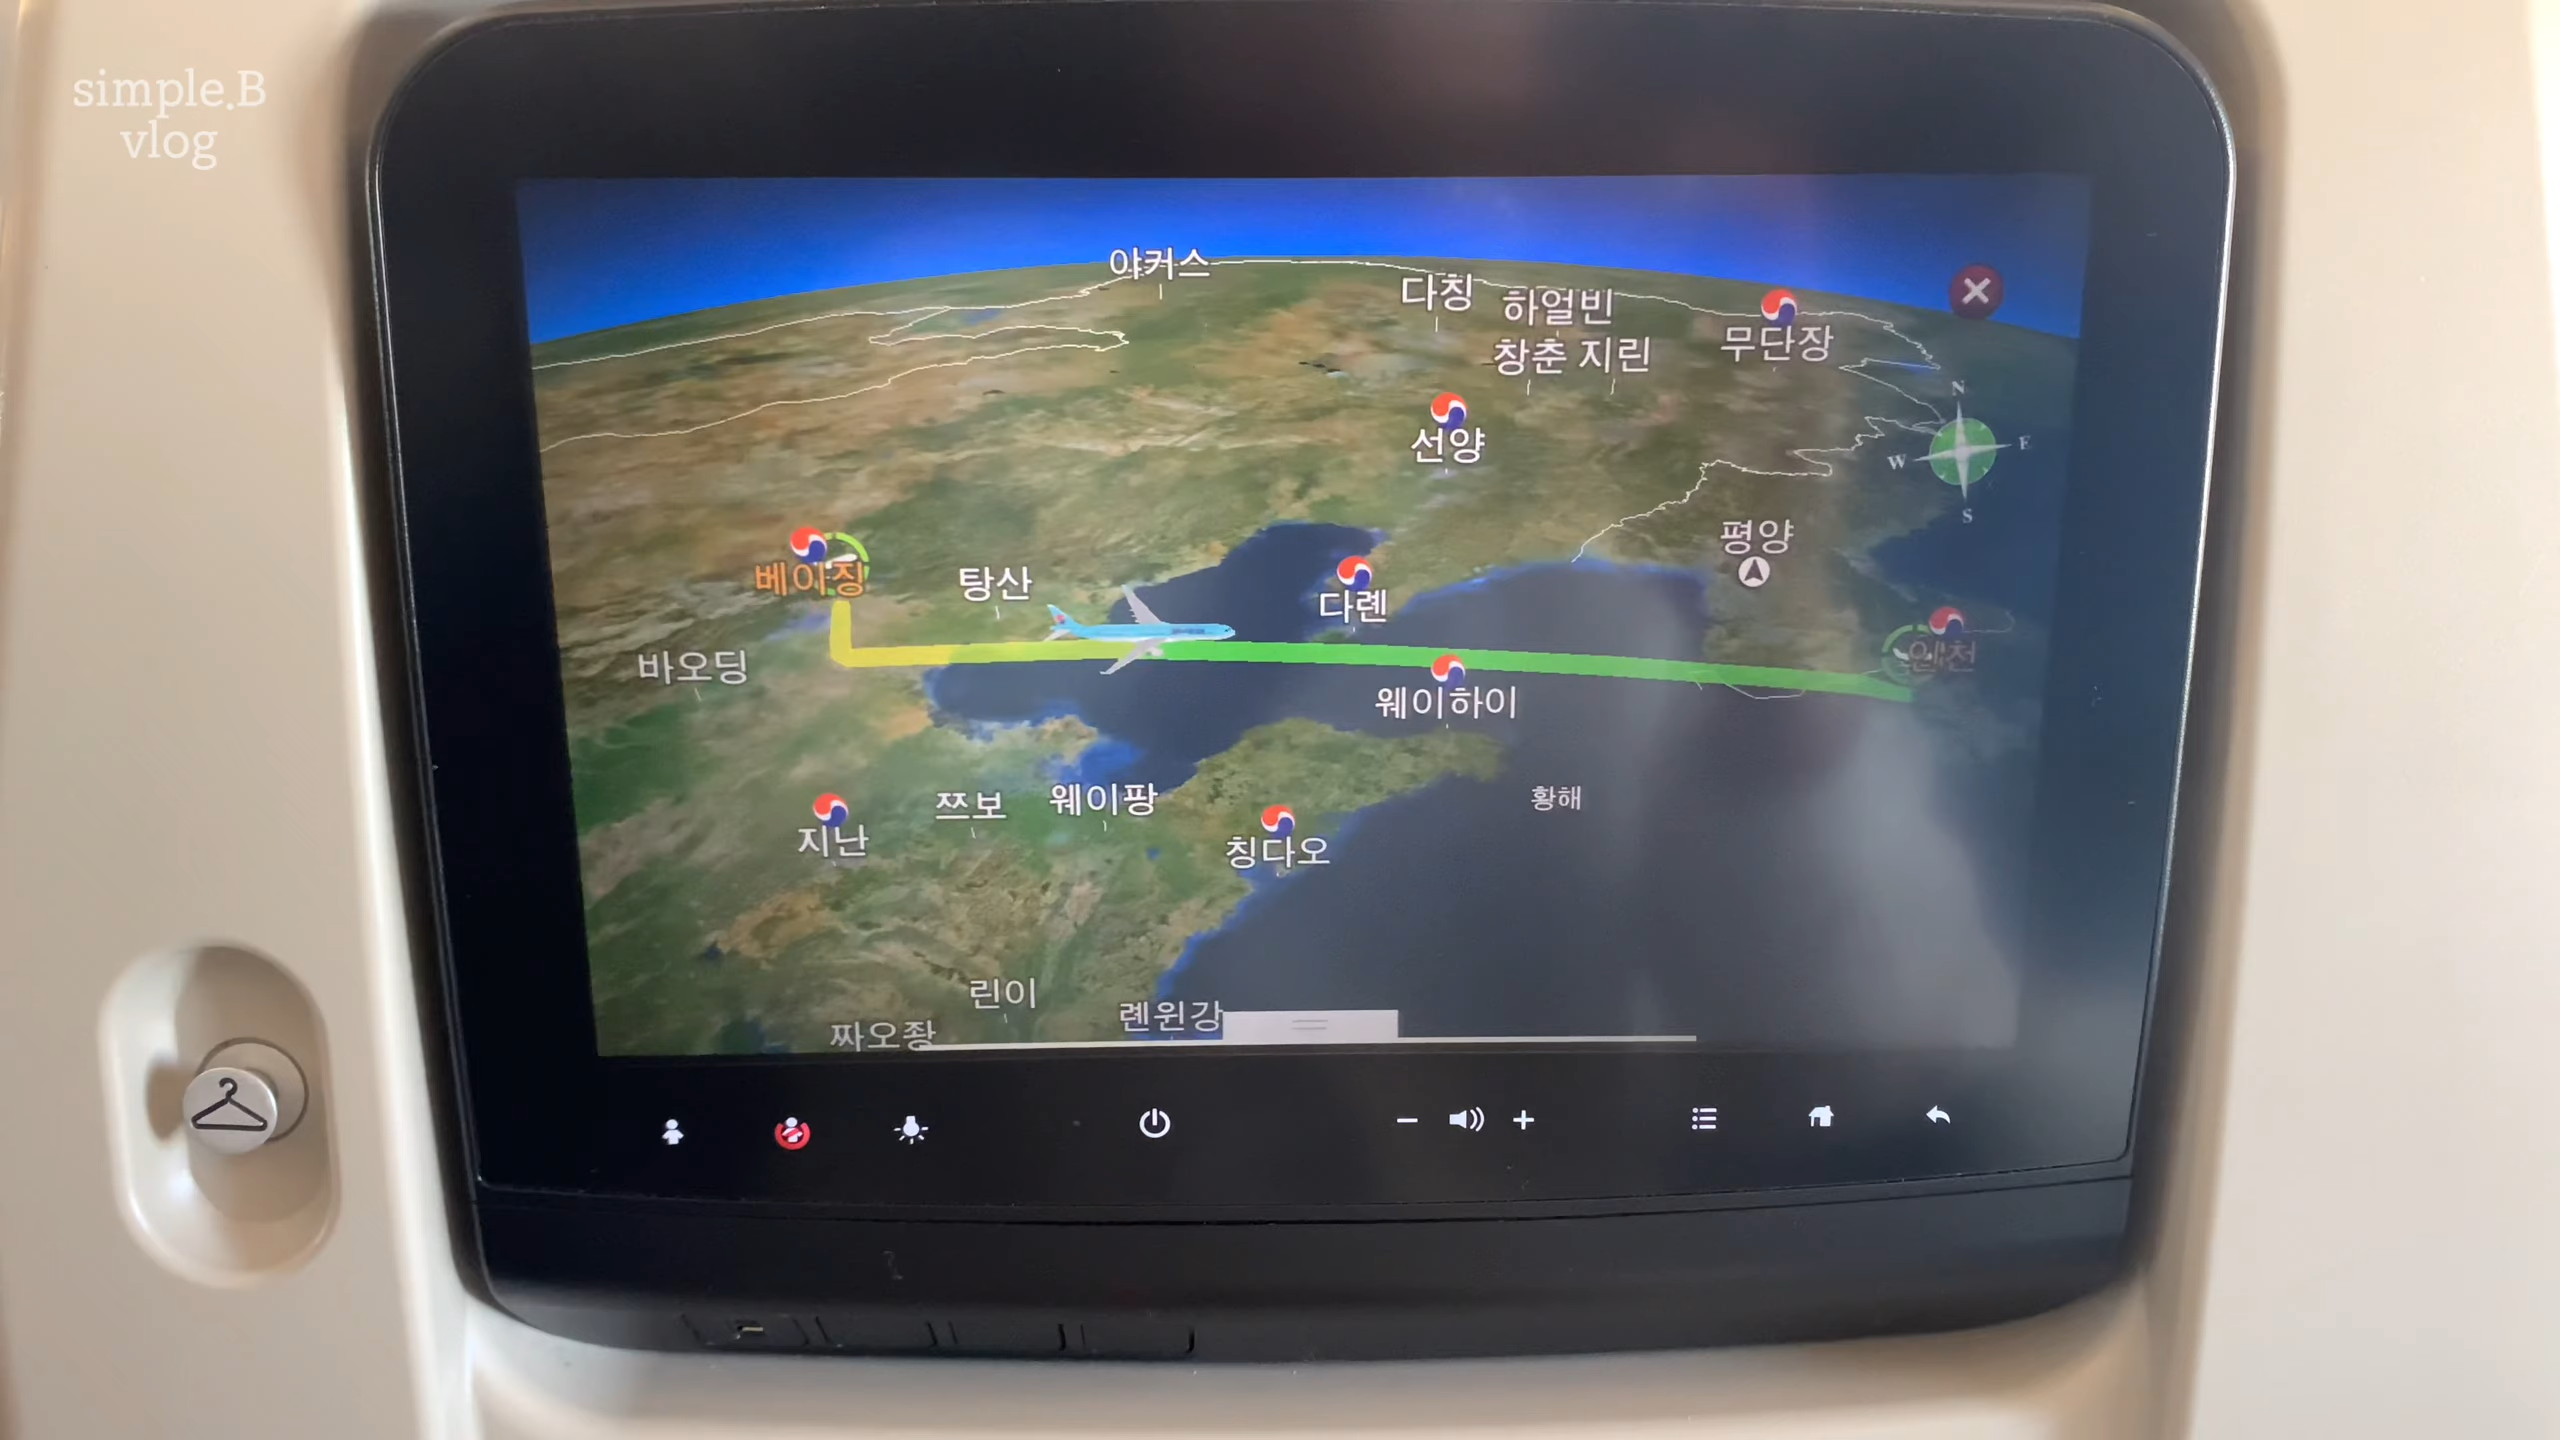 simple.B
vlog
야커스
다칭
하얼빈
창춘 지린
무단장
선양
N
W
E
S
평양
베이징
탕산
다롄
인천
바오딩
웨이하이
쯔보
웨이팡
황해
지난
칭다오
린이
롄윈강
짜오좡